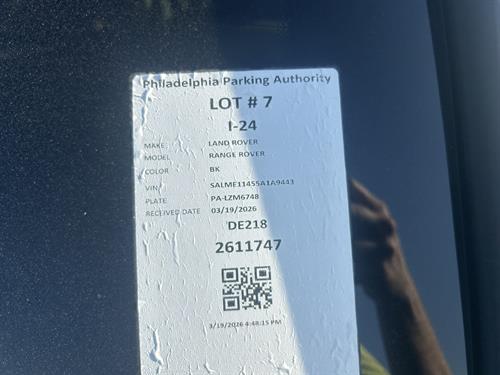 Philadelphia Parking Authority
LOT # 7
I-24
MAKE LAND ROVER
MODEL RANGE ROVER
COLOR BK
VIN SALME11455A1A9443
PLATE PA-LZM6748
RECEIVED DATE 03/19/2026
DE218
2611747
3/19/2026 4:48:15 PM